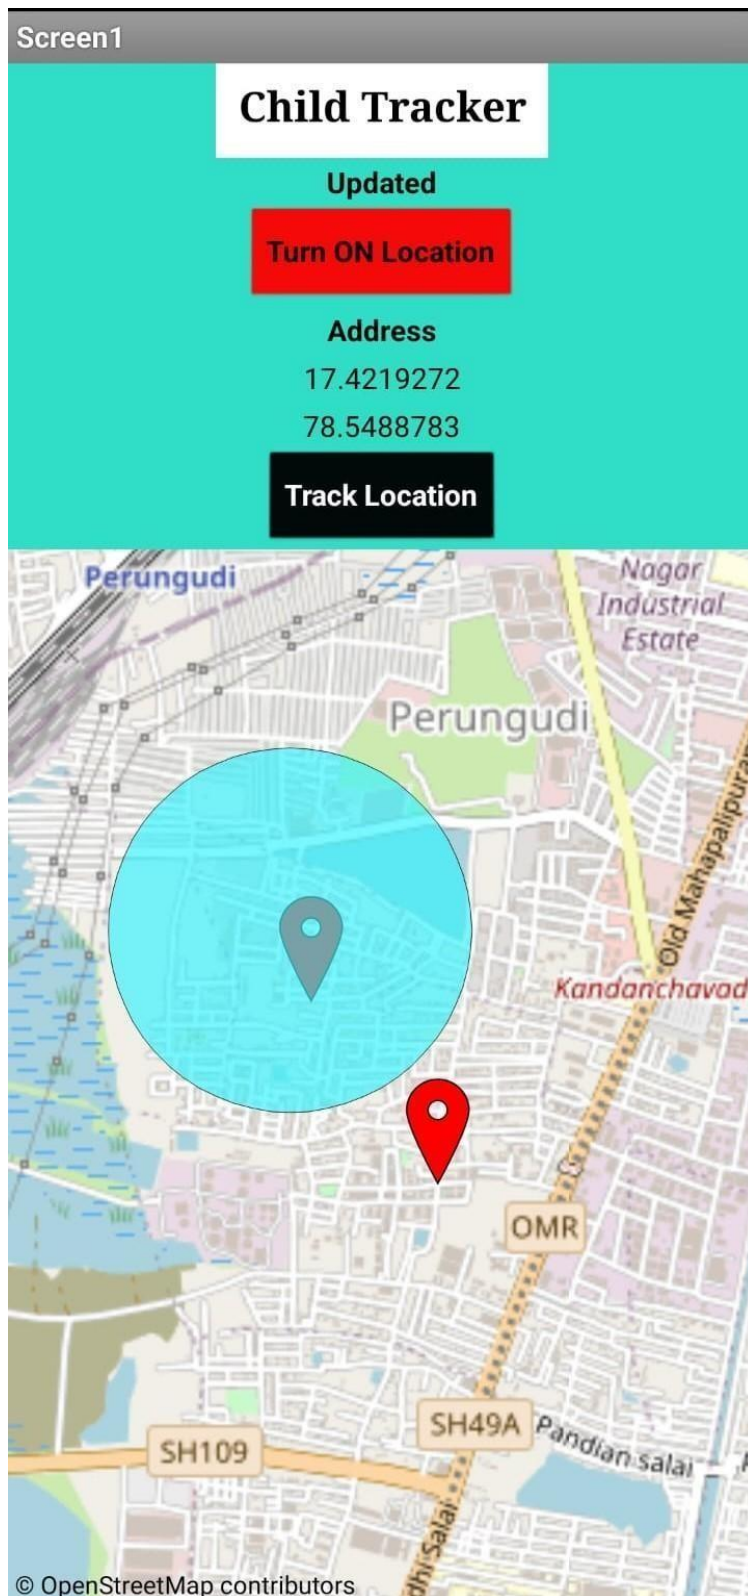 Screen1
Child Tracker
Updated
Turn ON Location
Address
17.4219272
78.5488783
Track Location
Perungudi
Nagar
Industrial
Estate
Perungudi
Old Mahapalipuram
Kandanchavad
OMR
SH49A
Pandian salai
SH109
dhi Salai
© OpenStreetMap contributors